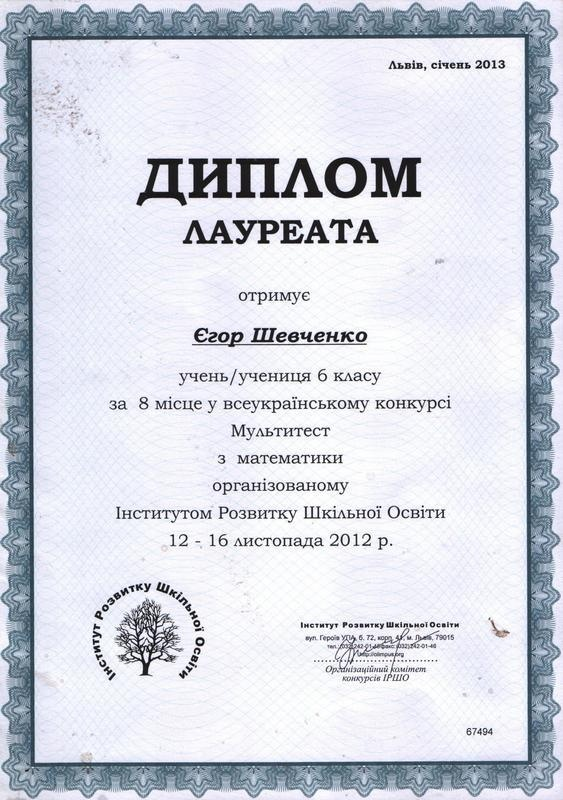 Львів, січень 2013
ДИПЛОМ
ЛАУРЕАТА
отримує
Єгор Шевченко
учень/учениця 6 класу
за 8 місце у всеукраїнському конкурсі
Мультитест
з математики
організованому
Інститутом Розвитку Шкільної Освіти
12 - 16 листопада 2012 р.
Інститут Розвитку Шкільної Освіти
Інститут Розвитку Шкільної Освіти
вул. Героїв УПА, 6, 72, корп. 41, м. Львів, 79015
тел.:(032)242-01-45факс:(032)242-01-46
http://olimpus.org
Організаційний комітет
конкурсів ІРШО
67494